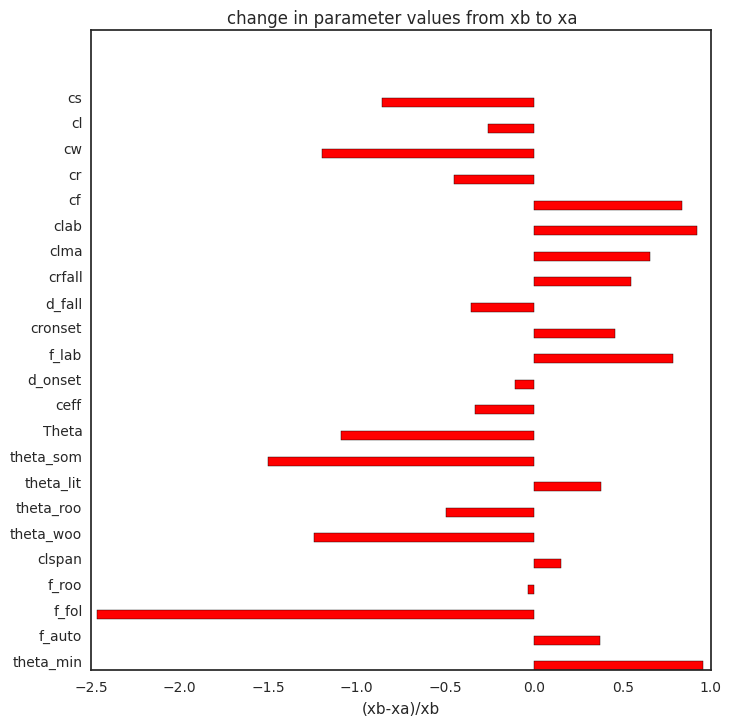 change in parameter values from xb to xa
cs
cl
cw
cr
cf
clab
clma
crfall
d_fall
cronset
f_lab
d_onset
ceff
Theta
theta_som
theta_lit
theta_roo
theta_woo
clspan
f_roo
f_fol
f_auto
theta_min
−2.5 −2.0 −1.5 −1.0 −0.5 0.0 0.5 1.0
(xb-xa)/xb